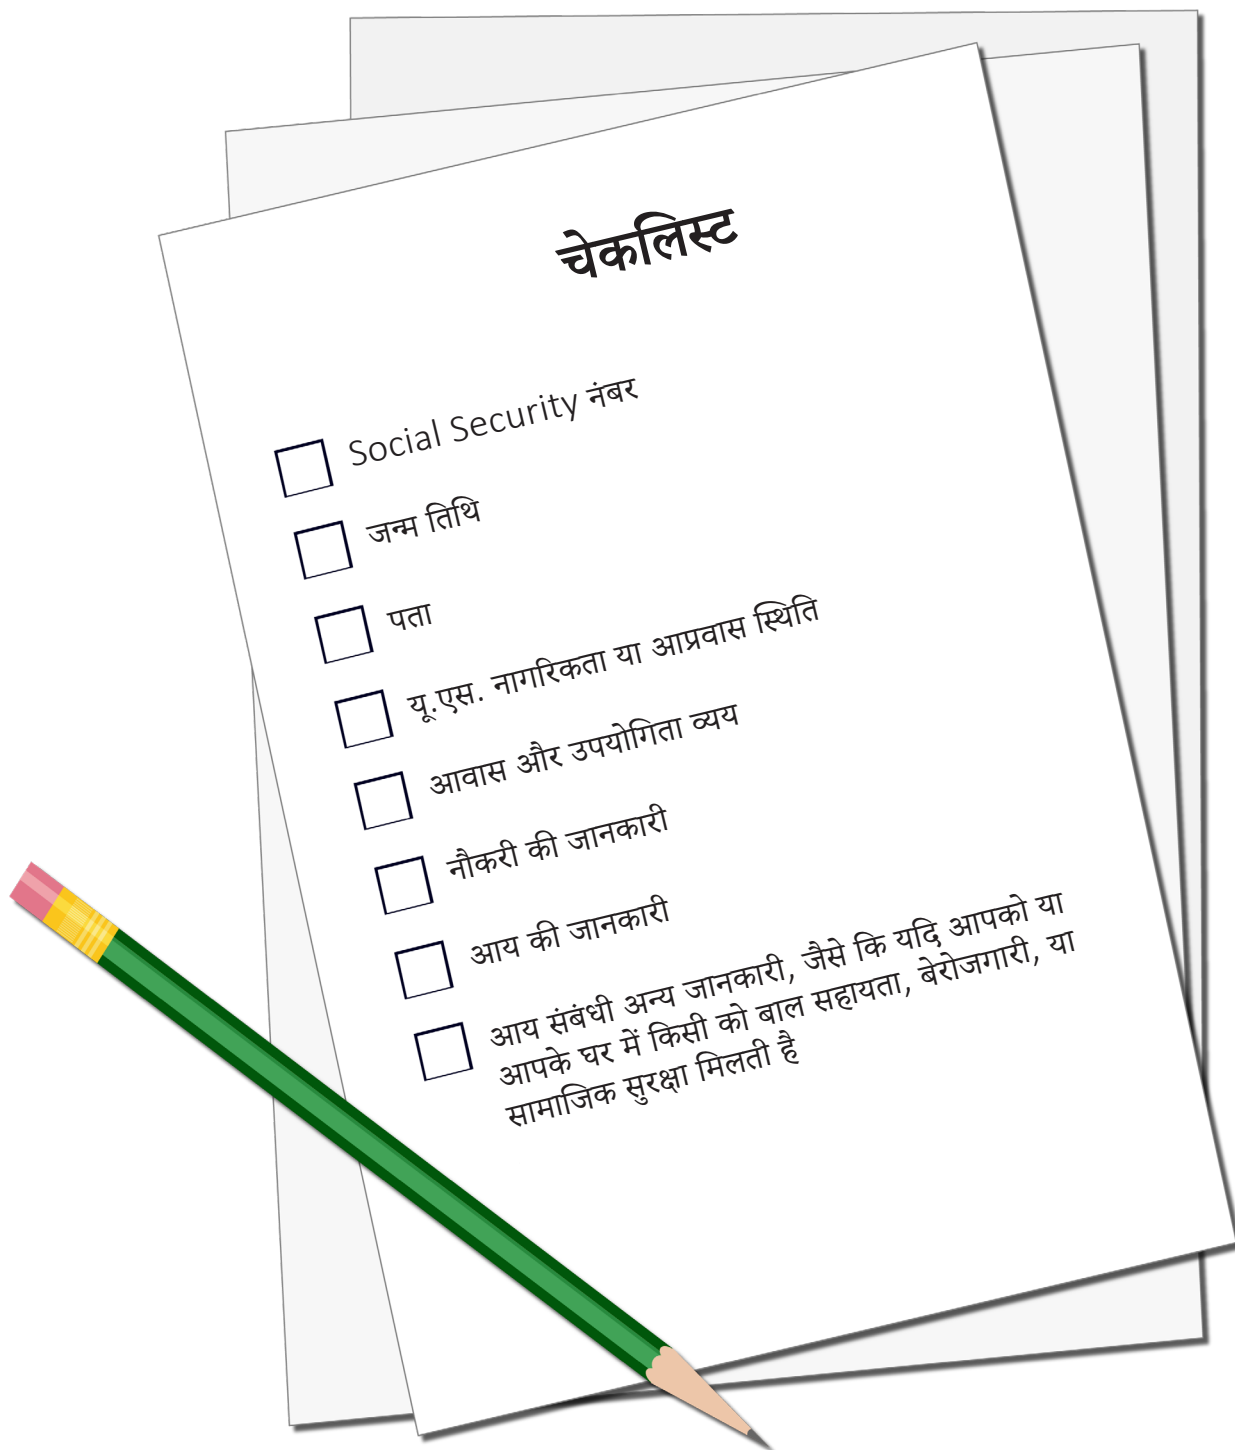 चेकलिस्ट
Social Security नंबर
जन्म तिथि
पता
यू.एस. नागरिकता या आप्रवास स्थिति
आवास और उपयोगिता व्यय
नौकरी की जानकारी
आय की जानकारी
आय संबंधी अन्य जानकारी, जैसे कि यदि आपको या
आपके घर में किसी को बाल सहायता, बेरोजगारी, या
सामाजिक सुरक्षा मिलती है